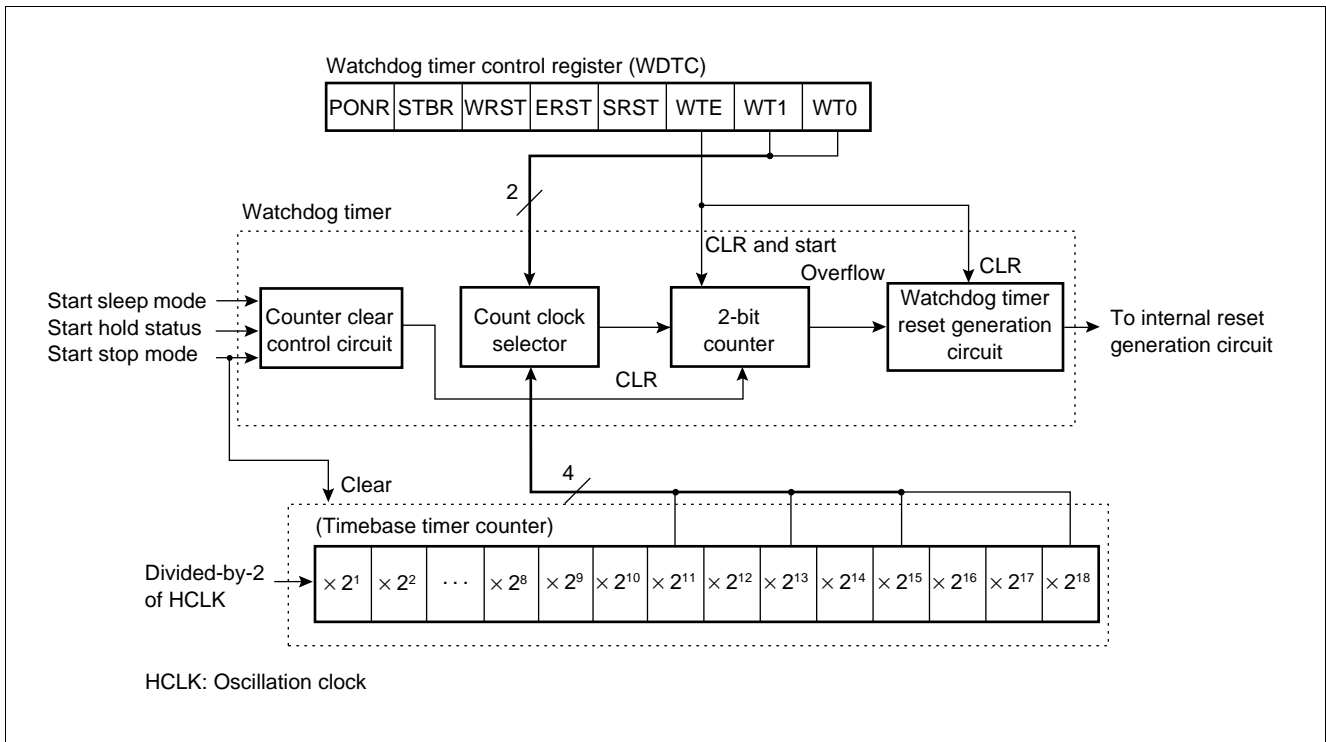 Watchdog timer control register (WDTC)
PONR STBR WRST ERST SRST WTE WT1 WT0
2
Watchdog timer
CLR and start
Overflow
CLR
Start sleep mode
Start hold status
Start stop mode
Counter clear
control circuit
Count clock
selector
2-bit
counter
Watchdog timer
reset generation
circuit
To internal reset
generation circuit
CLR
4
Clear
(Timebase timer counter)
Divided-by-2
of HCLK
× 2¹ × 2² ··· × 2⁸ × 2⁹ × 2¹⁰ × 2¹¹ × 2¹² × 2¹³ × 2¹⁴ × 2¹⁵ × 2¹⁶ × 2¹⁷ × 2¹⁸
HCLK: Oscillation clock